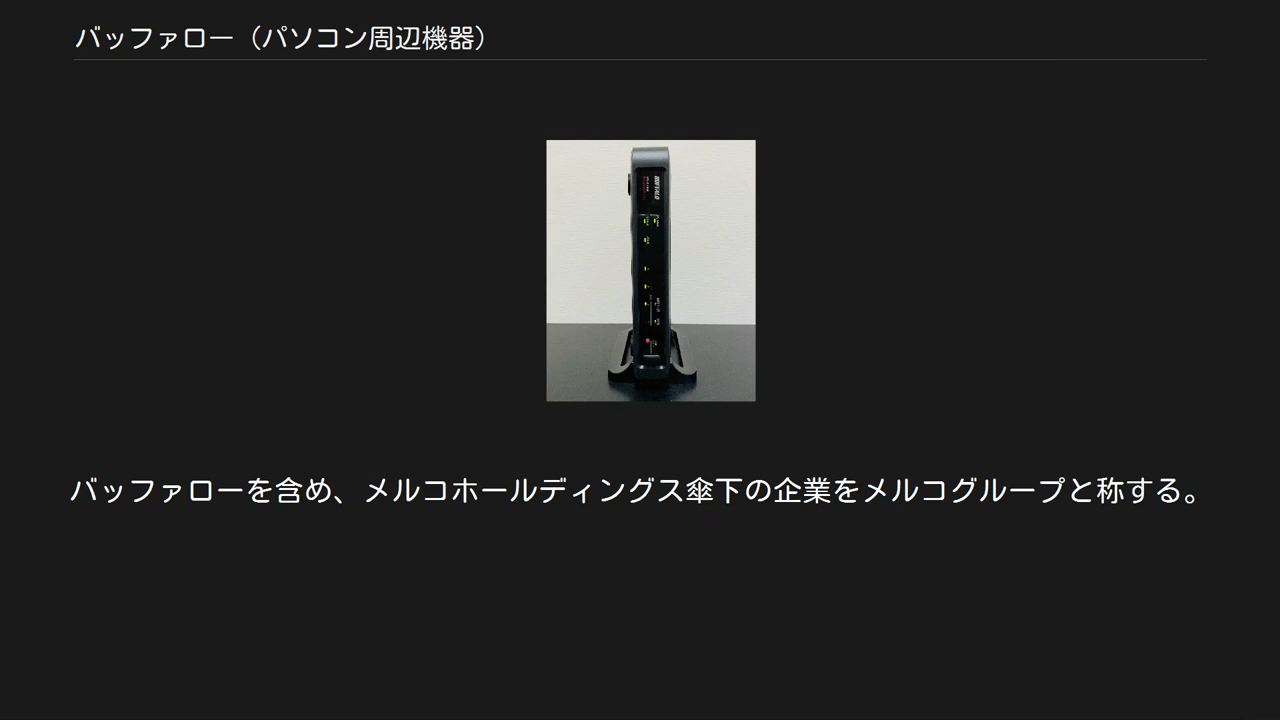 バッファロー（パソコン周辺機器）
BUFFALO
バッファローを含め、メルコホールディングス傘下の企業をメルコグループと称する。